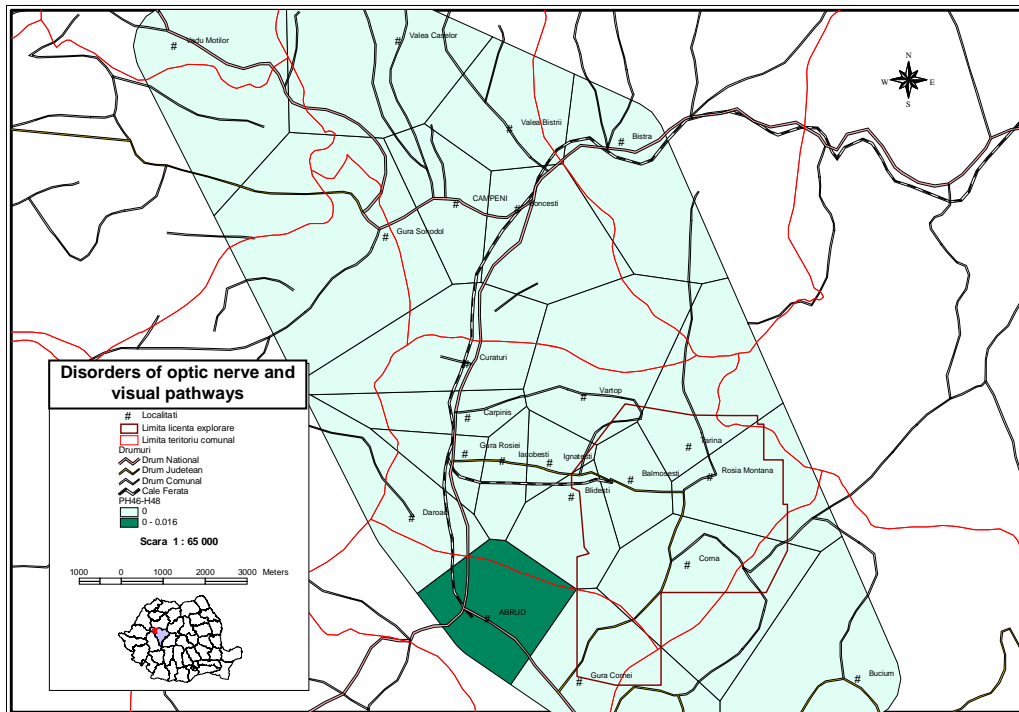 Vadu Motilor
Valea Caselor
N
W E
S
Valea Bistrii
Bistra
CAMPENI
Boncesti
Gura Sohodol
Curaturi
Vartop
Carpinis
Tarina
Gura Rosiei
Iacobesti
Ignatesti
Balmosesti
Rosia Montana
Blidesti
Daroaia
Corna
ABRUD
Gura Cornei
Bucium
Disorders of optic nerve and
visual pathways
# Localitati
Limita licenta explorare
Limita teritoriu comunal
Drumuri
Drum National
Drum Judetean
Drum Comunal
Cale Ferata
PH46-H48
0
0 - 0.016
Scara 1 : 65 000
1000 0 1000 2000 3000 Meters